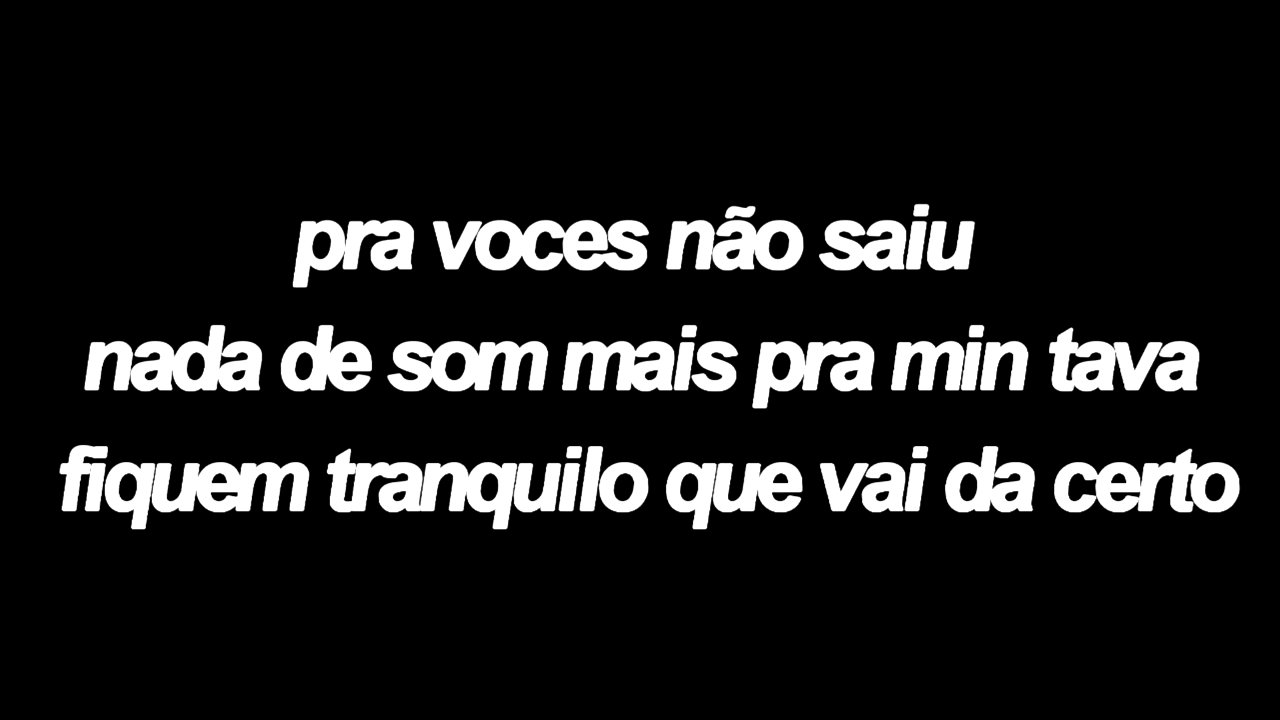 pra voces não saiu
nada de som mais pra min tava
fiquem tranquilo que vai da certo